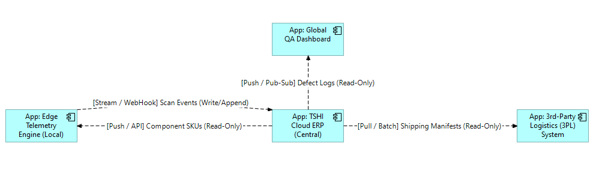 App: Global
QA Dashboard
[Push / Pub-Sub] Defect Logs (Read-Only)
[Stream / WebHook] Scan Events (Write/Append)
App: Edge
Telemetry
Engine (Local)
[Push / API] Component SKUs (Read-Only)
App: TSHI
Cloud ERP
(Central)
[Pull / Batch] Shipping Manifests (Read-Only)
App: 3rd-Party
Logistics (3PL)
System